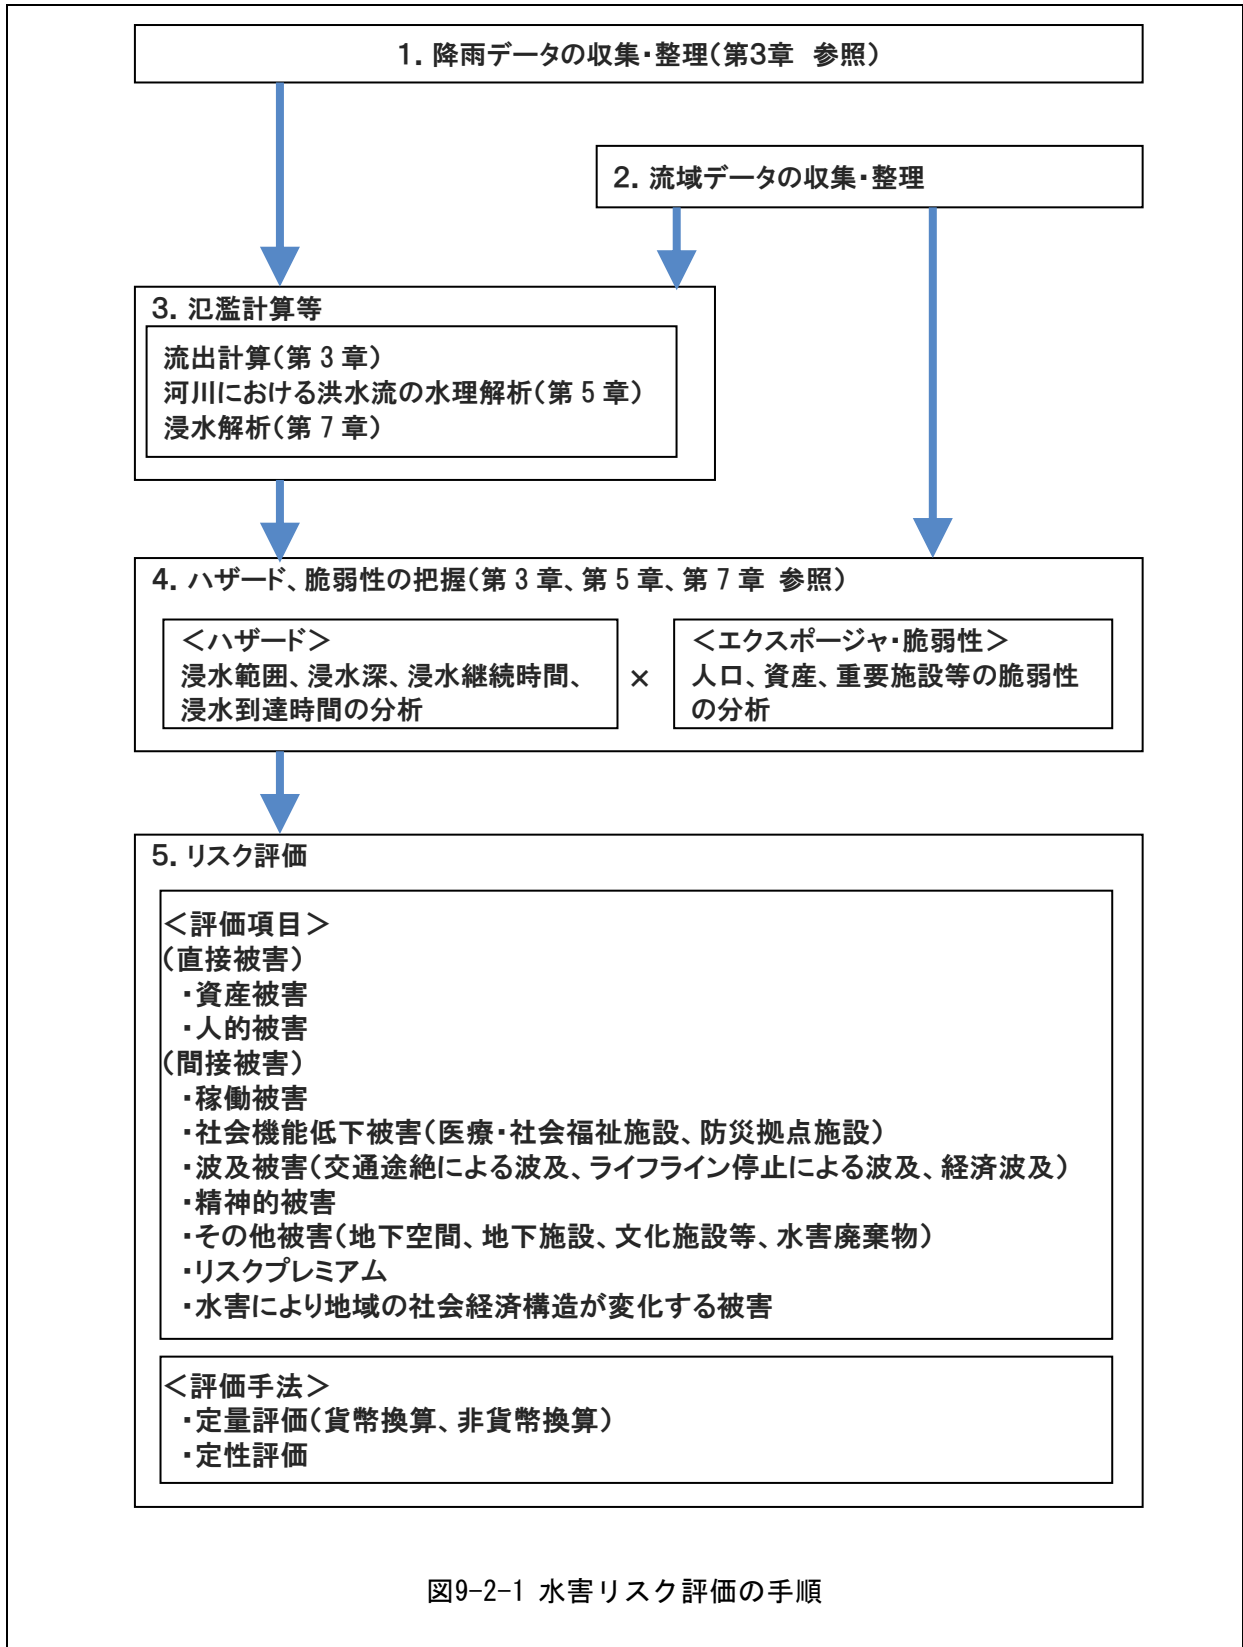 1. 降雨データの収集・整理(第3章 参照)
2. 流域データの収集・整理
3. 氾濫計算等
流出計算(第 3 章)
河川における洪水流の水理解析(第 5 章)
浸水解析(第 7 章)
4. ハザード、脆弱性の把握(第 3 章、第 5 章、第 7 章 参照)
<ハザード>
浸水範囲、浸水深、浸水継続時間、
浸水到達時間の分析
×
<エクスポージャ・脆弱性>
人口、資産、重要施設等の脆弱性
の分析
5. リスク評価
<評価項目>
(直接被害)
・資産被害
・人的被害
(間接被害)
・稼働被害
・社会機能低下被害(医療・社会福祉施設、防災拠点施設)
・波及被害(交通途絶による波及、ライフライン停止による波及、経済波及)
・精神的被害
・その他被害(地下空間、地下施設、文化施設等、水害廃棄物)
・リスクプレミアム
・水害により地域の社会経済構造が変化する被害
<評価手法>
・定量評価(貨幣換算、非貨幣換算)
・定性評価
図9-2-1 水害リスク評価の手順